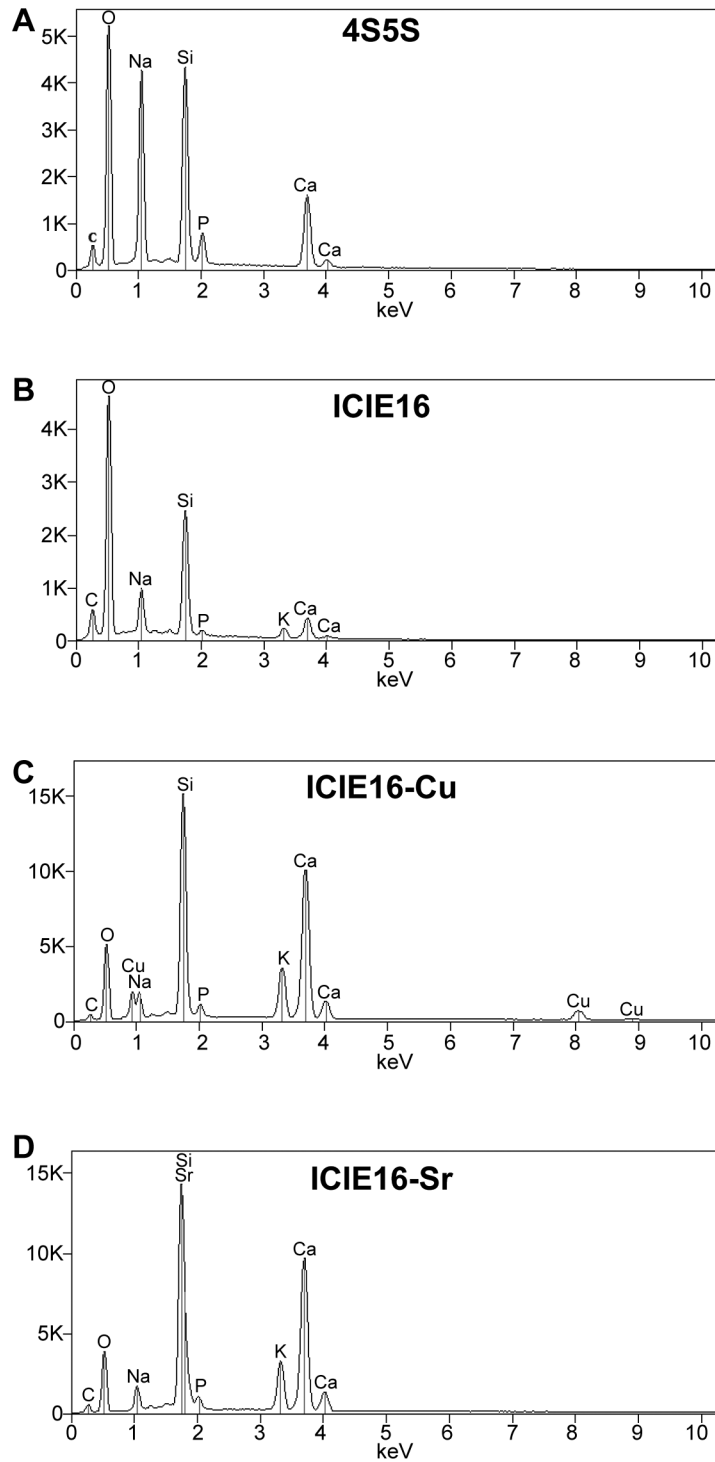 A
4S5S
O
Na
Si
C
P
Ca
Ca
5K
4K
3K
2K
1K
0
0 1 2 3 4 5 6 7 8 9 10
keV
B
ICIE16
O
Si
Na
C
P
K
Ca
Ca
4K
3K
2K
1K
0
0 1 2 3 4 5 6 7 8 9 10
keV
C
ICIE16-Cu
Si
Ca
O
Cu
Na
C
P
K
Ca
Cu
Cu
15K
10K
5K
0
0 1 2 3 4 5 6 7 8 9 10
keV
D
ICIE16-Sr
Si
Sr
Ca
O
Na
C
P
K
Ca
15K
10K
5K
0
0 1 2 3 4 5 6 7 8 9 10
keV